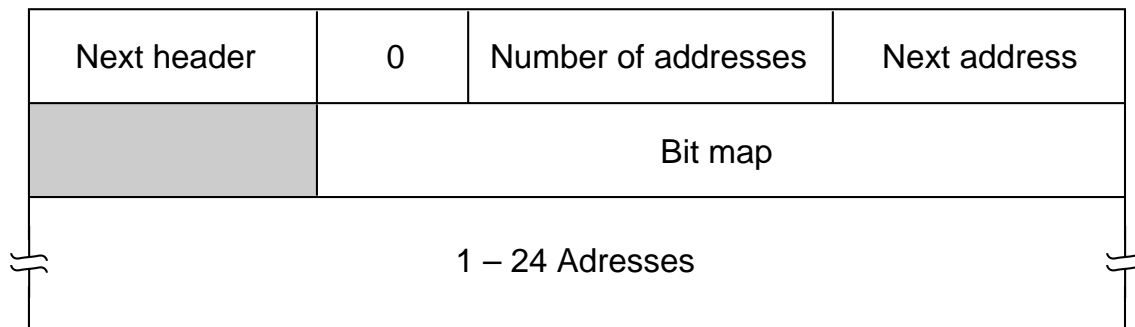 Next header 0 Number of addresses Next address
Bit map
1 – 24 Adresses